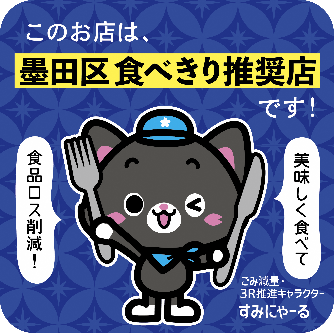 このお店は、
墨田区食べきり推奨店
です!
美味しく食べて
食品ロス削減!
ごみ減量・
3R推進キャラクター
すみにゃーる